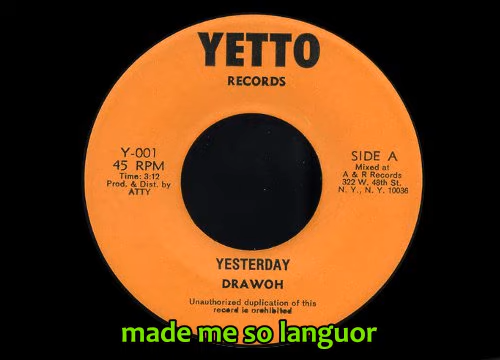 YETTO
RECORDS
Y-001
45 RPM
Time: 3:12
Prod. & Dist. by
ATTY
SIDE A
Mixed at
A & R Records
322 W. 48th St.
N. Y., N. Y. 10036
YESTERDAY
DRAWOH
Unauthorized duplication of this
record is prohibited
made me so languor